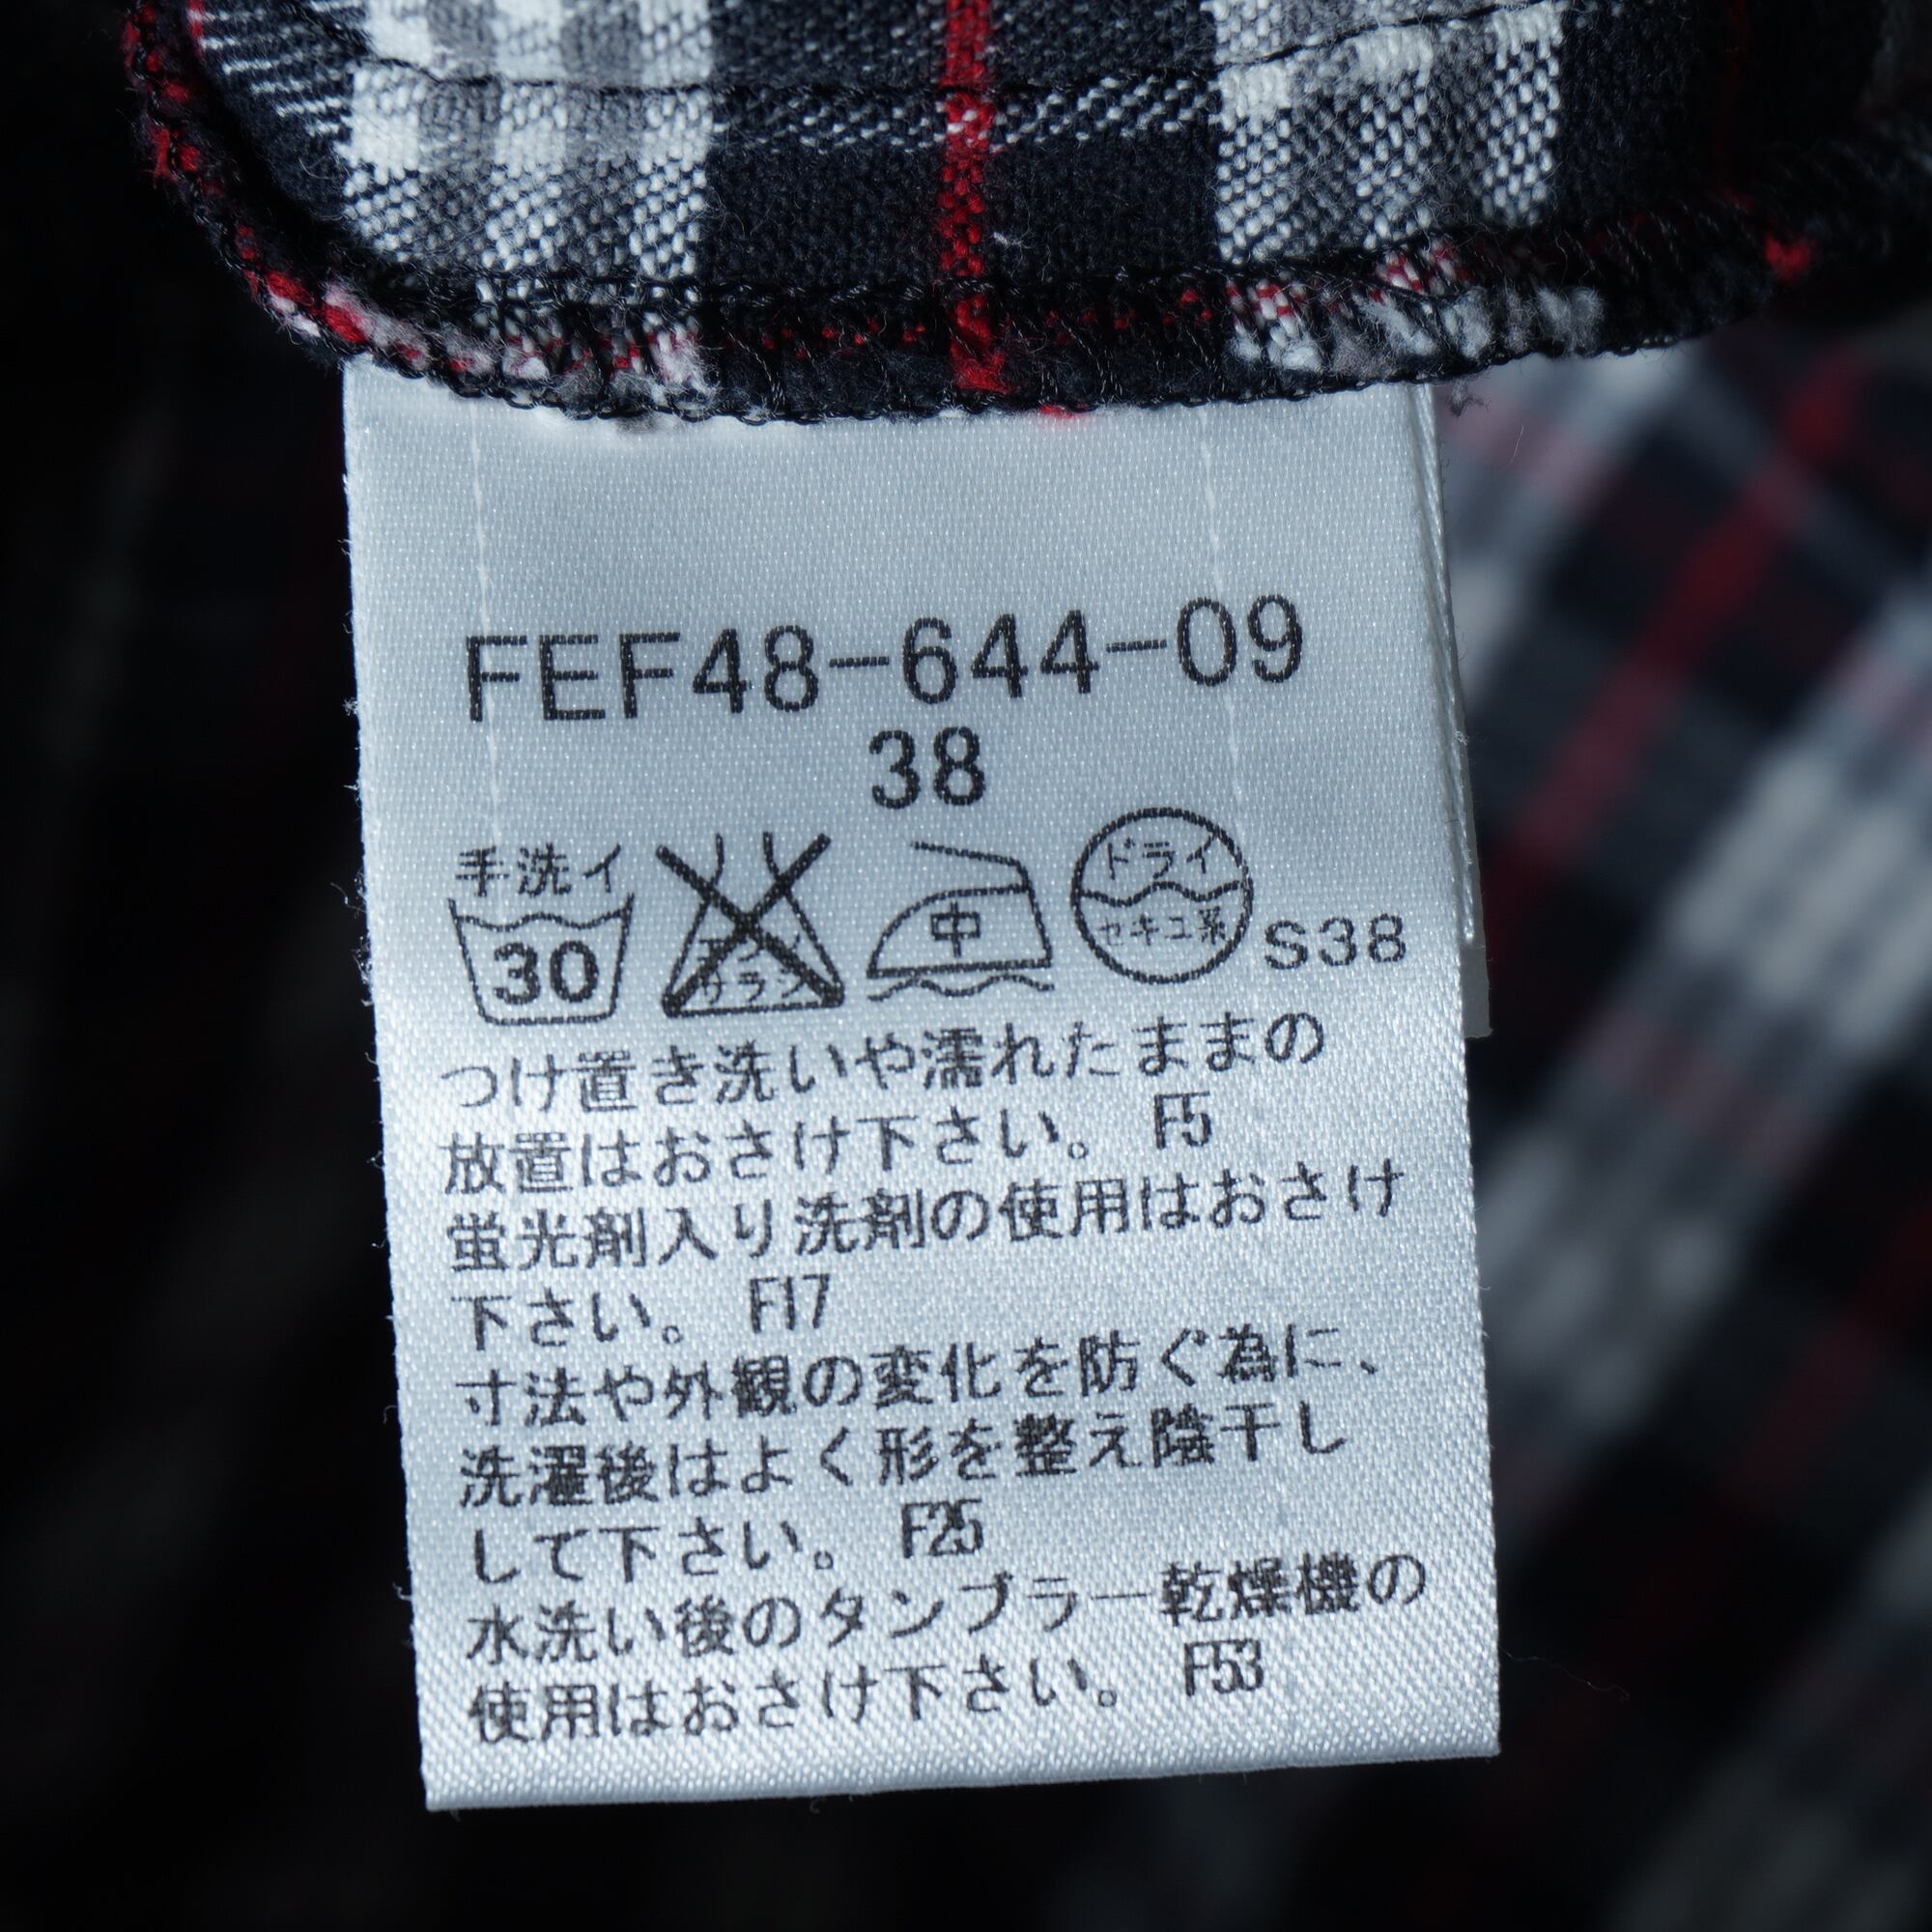 FEF48-644-09
38
手洗イ
30
エンソ
サラシ
中
ドライ
セキユ系
S38
つけ置き洗いや濡れたままの
放置はおさけ下さい。 F5
蛍光剤入り洗剤の使用はおさけ
下さい。 F17
寸法や外観の変化を防ぐ為に、
洗濯後はよく形を整え陰干し
して下さい。 F25
水洗い後のタンブラー乾燥機の
使用はおさけ下さい。 F53